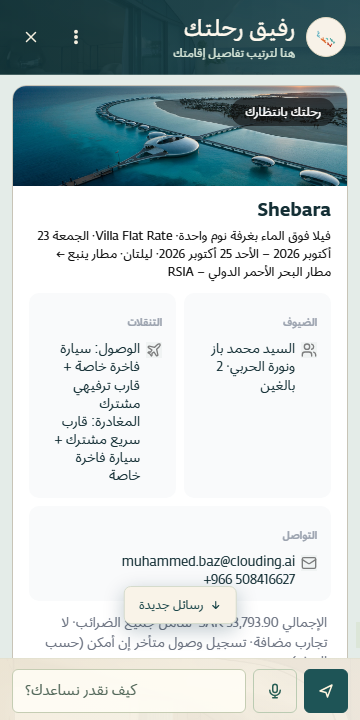 رفيق رحلتك
هنا لترتيب تفاصيل إقامتك
رحلتك بانتظارك
Shebara
فيلا فوق الماء بغرفة نوم واحدة· Villa Flat Rate· الجمعة 23
أكتوبر 2026 – الأحد 25 أكتوبر 2026· ليلتان· مطار ينبع ←
مطار البحر الأحمر الدولي – RSIA
الضيوف
السيد محمد باز
ونورة الحربي· 2
بالغين
التنقلات
الوصول: سيارة
فاخرة خاصة +
قارب ترفيهي
مشترك
المغادرة: قارب
سريع مشترك +
سيارة فاخرة
خاصة
التواصل
muhammed.baz@clouding.ai
+966 508416627
رسائل جديدة
الضرائب· لا
تجارب مضافة· تسجيل وصول متأخر إن أمكن (حسب
كيف نقدر نساعدك؟